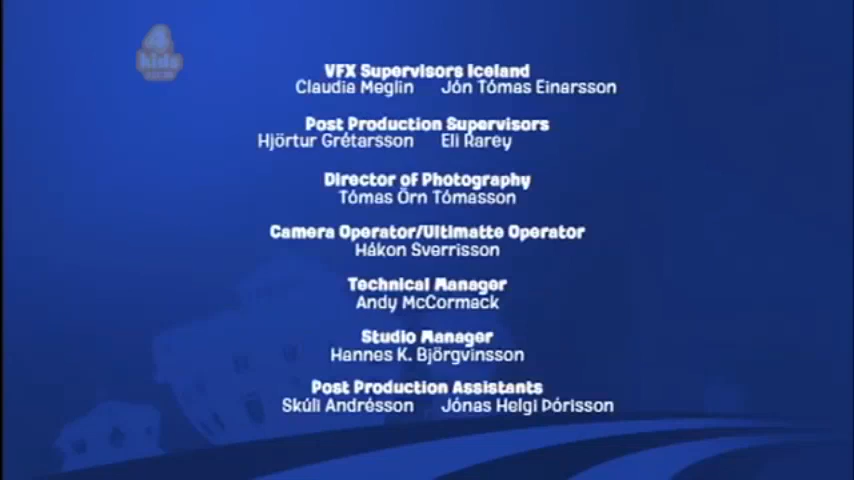 4
kids
VFX Supervisors Iceland
Claudia Meglin Jón Tómas Einarsson
Post Production Supervisors
Hjörtur Grétarsson Eli Rarey
Director of Photography
Tómas Örn Tómasson
Camera Operator/Ultimatte Operator
Hákon Sverrisson
Technical Manager
Andy McCormack
Studio Manager
Hannes K. Björgvinsson
Post Production Assistants
Skúli Andrésson Jónas Helgi Þórisson